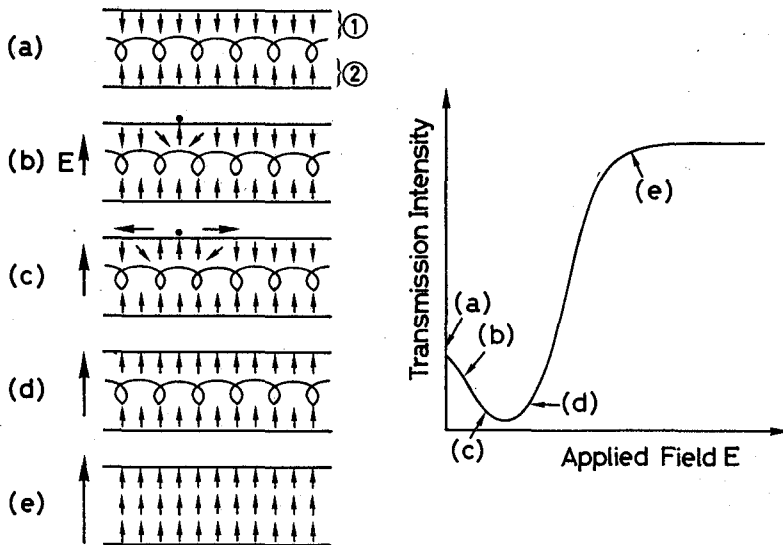 (a)
①
②
(b) E
(c)
(d)
(e)
Transmission Intensity
(a)
(b)
(c)
(d)
(e)
Applied Field E